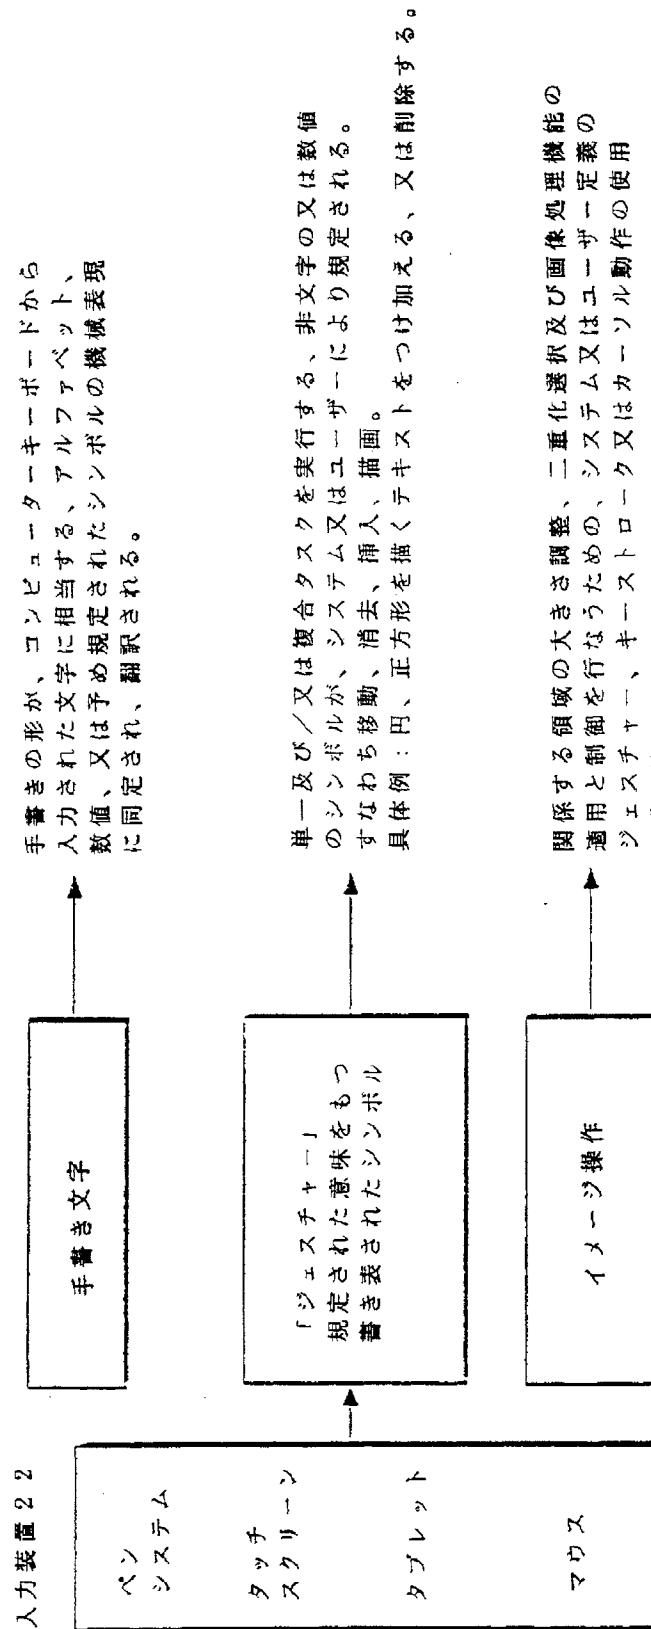 入力装置22
ペン
システム
タッチ
スクリーン
タブレット
マウス
手書き文字
「ジェスチャー」
規定された意味をもつ
書き表されたシンボル
イメージ操作
手書きの形が、コンピューターキーボードから
入力された文字に相当する、アルファベット、
数値、又は予め規定されたシンボルの機械表現
に同定され、翻訳される。
単一及び/又は複合タスクを実行する、非文字の又は数値
のシンボルが、システム又はユーザーにより規定される。
すなわち移動、消去、挿入、描画。
具体例:円、正方形を描くテキストをつけ加える、又は削除する。
関係する領域の大きさ調整、二重化選択及び画像処理機能の
適用と制御を行なうための、システム又はユーザー定義の
ジェスチャー、キーストローク又はカーソル動作の使用